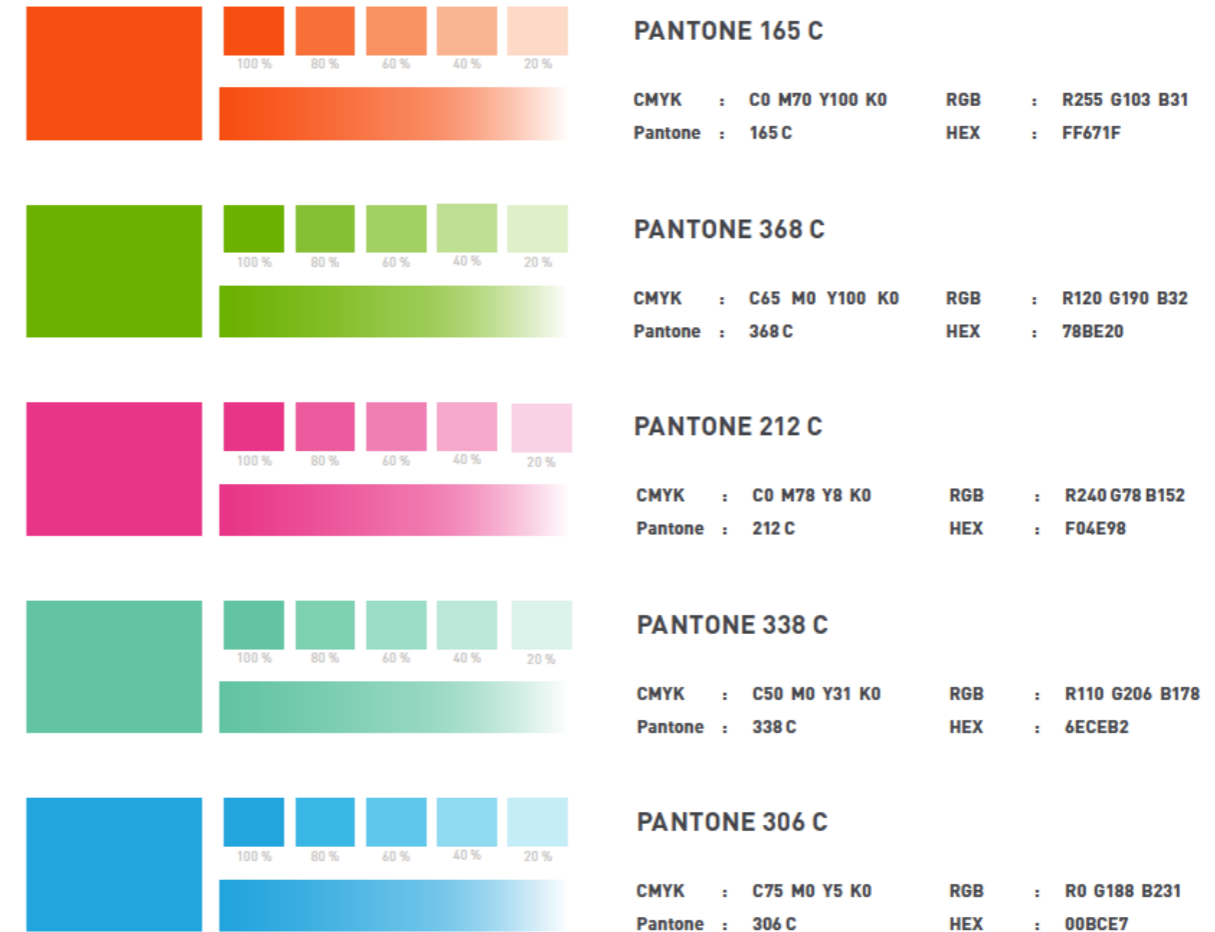 PANTONE 165 C
100 % 80 % 60 % 40 % 20 %
CMYK : C0 M70 Y100 K0 RGB : R255 G103 B31
Pantone : 165 C HEX : FF671F
PANTONE 368 C
100 % 80 % 60 % 40 % 20 %
CMYK : C65 M0 Y100 K0 RGB : R120 G190 B32
Pantone : 368 C HEX : 78BE20
PANTONE 212 C
100 % 80 % 60 % 40 % 20 %
CMYK : C0 M78 Y8 K0 RGB : R240 G78 B152
Pantone : 212 C HEX : F04E98
PANTONE 338 C
100 % 80 % 60 % 40 % 20 %
CMYK : C50 M0 Y31 K0 RGB : R110 G206 B178
Pantone : 338 C HEX : 6ECEB2
PANTONE 306 C
100 % 80 % 60 % 40 % 20 %
CMYK : C75 M0 Y5 K0 RGB : R0 G188 B231
Pantone : 306 C HEX : 00BCE7